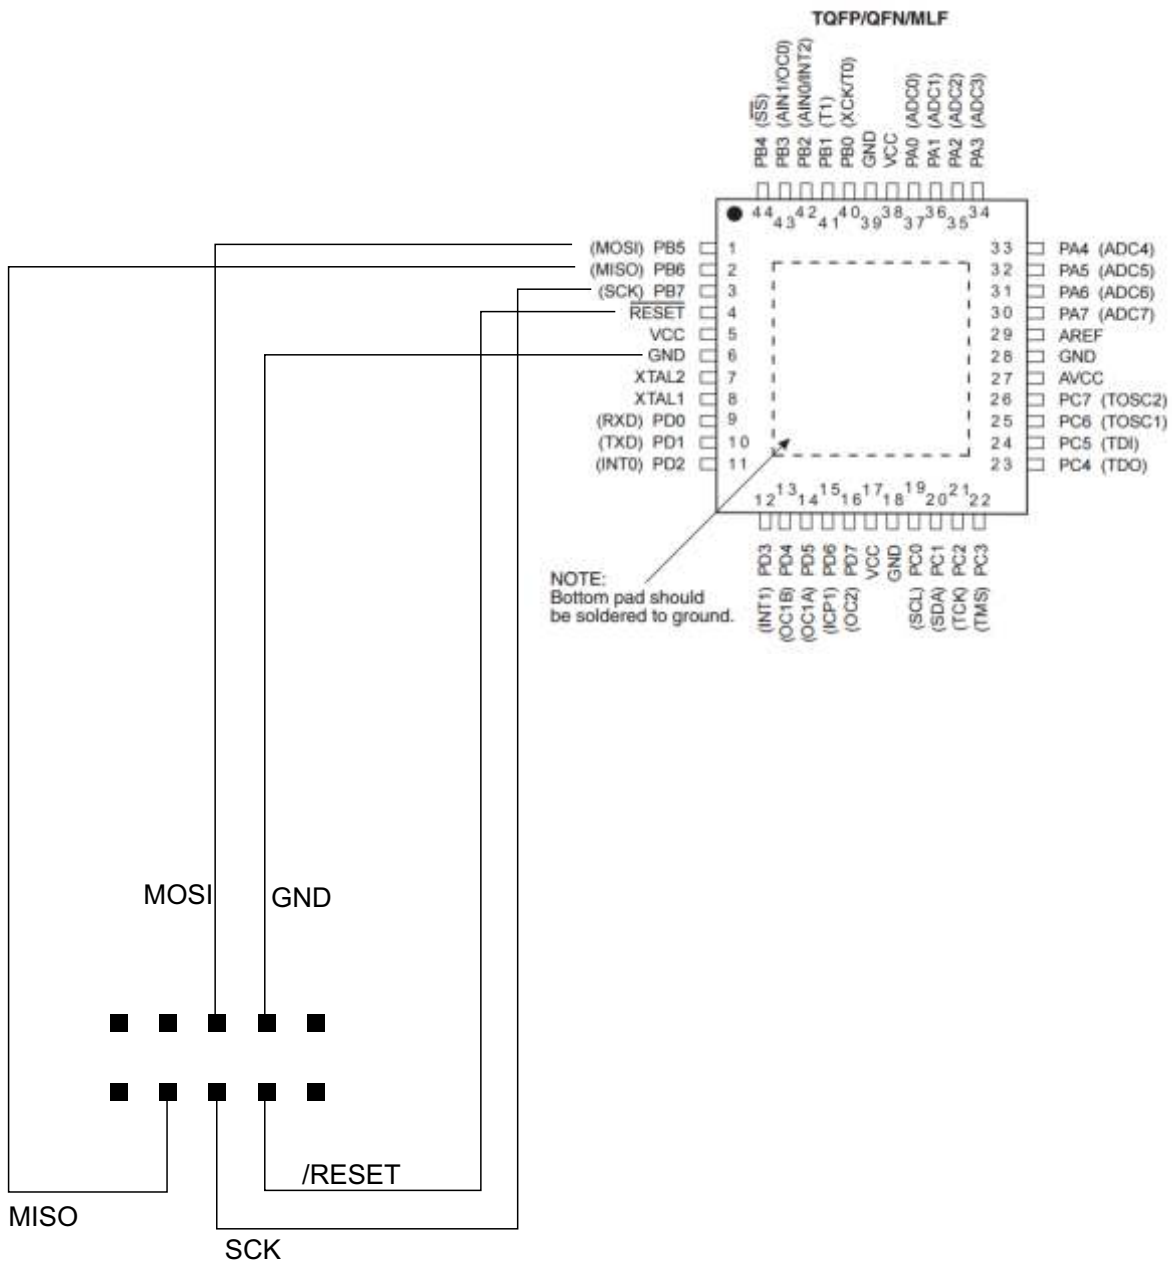 TQFP/QFN/MLF
PB4 (SS)
PB3 (AIN1/OC0)
PB2 (AIN0/INT2)
PB1 (T1)
PB0 (XCK/T0)
GND
VCC
PA0 (ADC0)
PA1 (ADC1)
PA2 (ADC2)
PA3 (ADC3)
44 43 42 41 40 39 38 37 36 35 34
(MOSI) PB5 1
(MISO) PB6 2
(SCK) PB7 3
RESET 4
VCC 5
GND 6
XTAL2 7
XTAL1 8
(RXD) PD0 9
(TXD) PD1 10
(INT0) PD2 11
33 PA4 (ADC4)
32 PA5 (ADC5)
31 PA6 (ADC6)
30 PA7 (ADC7)
29 AREF
28 GND
27 AVCC
26 PC7 (TOSC2)
25 PC6 (TOSC1)
24 PC5 (TDI)
23 PC4 (TDO)
12 13 14 15 16 17 18 19 20 21 22
(INT1) PD3
(OC1B) PD4
(OC1A) PD5
(ICP1) PD6
(OC2) PD7
VCC
GND
(SCL) PC0
(SDA) PC1
(TCK) PC2
(TMS) PC3
NOTE:
Bottom pad should
be soldered to ground.
MOSI GND
/RESET
MISO
SCK